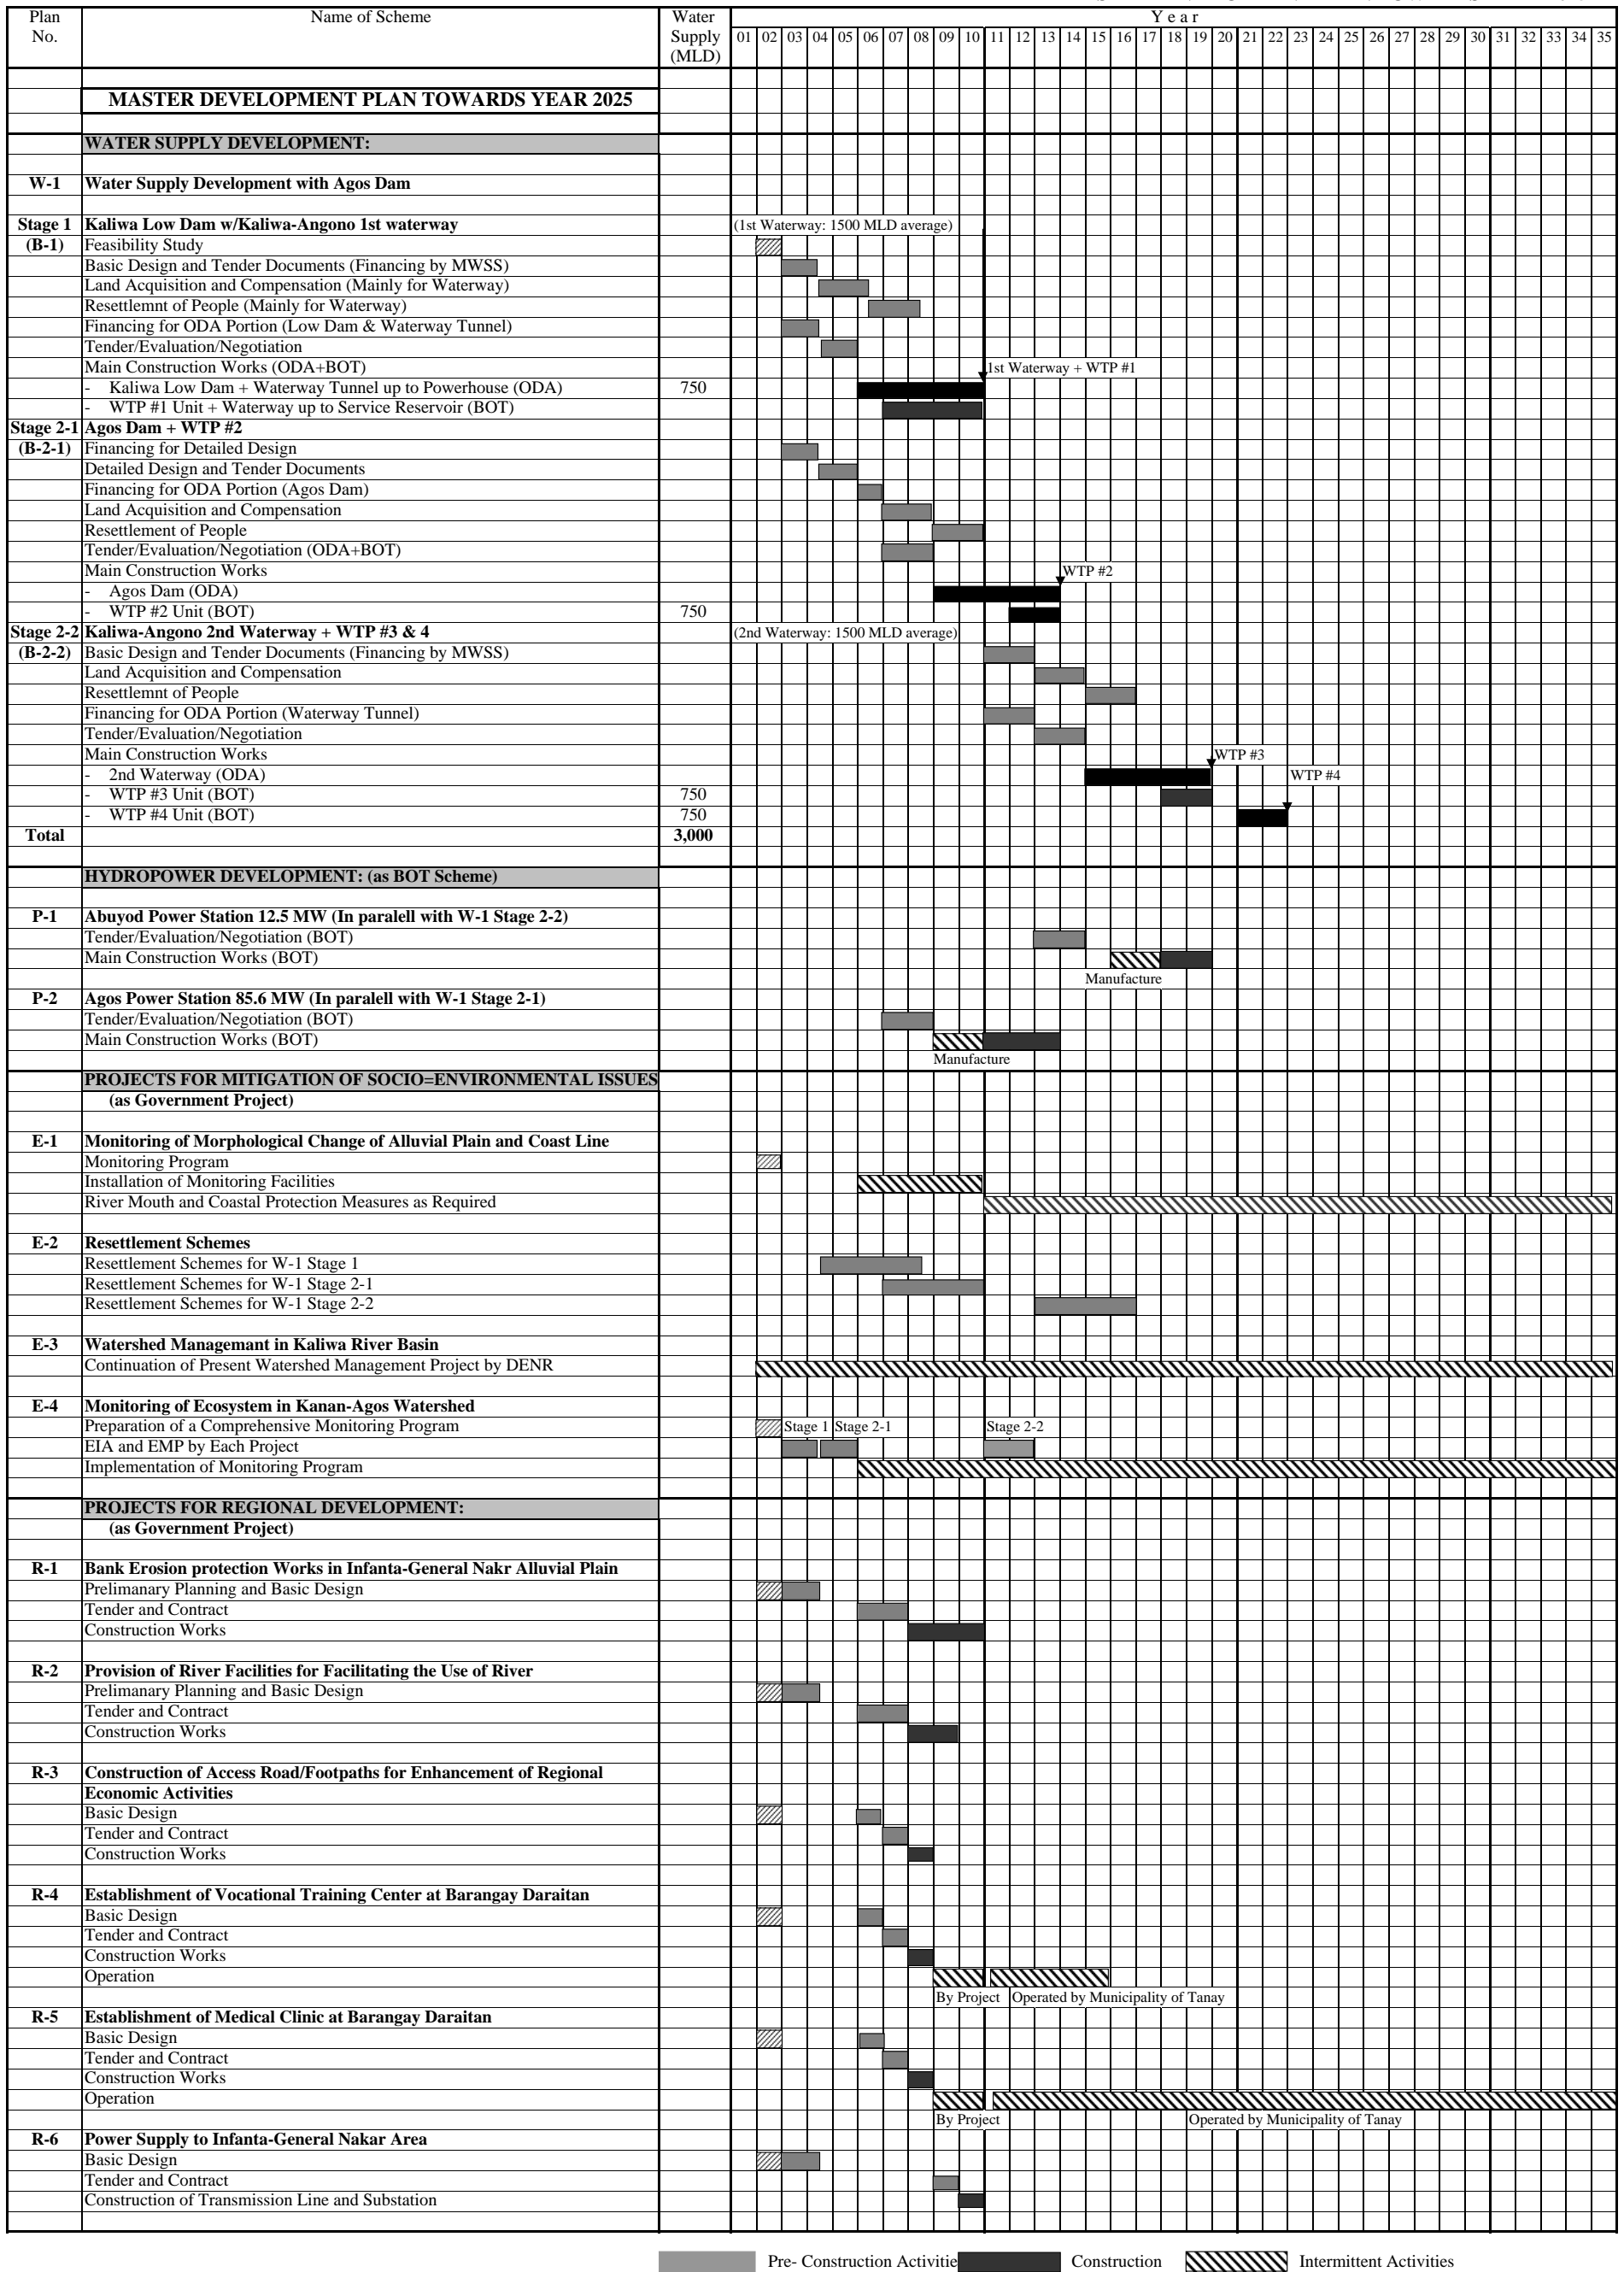 Plan Name of Scheme Water Year
No. Supply 01 02 03 04 05 06 07 08 09 10 11 12 13 14 15 16 17 18 19 20 21 22 23 24 25 26 27 28 29 30 31 32 33 34 35
(MLD)
MASTER DEVELOPMENT PLAN TOWARDS YEAR 2025
WATER SUPPLY DEVELOPMENT:
W-1 Water Supply Development with Agos Dam
Stage 1 Kaliwa Low Dam w/Kaliwa-Angono 1st waterway (1st Waterway: 1500 MLD average)
(B-1) Feasibility Study
Basic Design and Tender Documents (Financing by MWSS)
Land Acquisition and Compensation (Mainly for Waterway)
Resettlemnt of People (Mainly for Waterway)
Financing for ODA Portion (Low Dam & Waterway Tunnel)
Tender/Evaluation/Negotiation
Main Construction Works (ODA+BOT) 1st Waterway + WTP #1
- Kaliwa Low Dam + Waterway Tunnel up to Powerhouse (ODA) 750
- WTP #1 Unit + Waterway up to Service Reservoir (BOT)
Stage 2-1 Agos Dam + WTP #2
(B-2-1) Financing for Detailed Design
Detailed Design and Tender Documents
Financing for ODA Portion (Agos Dam)
Land Acquisition and Compensation
Resettlement of People
Tender/Evaluation/Negotiation (ODA+BOT)
Main Construction Works WTP #2
- Agos Dam (ODA)
- WTP #2 Unit (BOT) 750
Stage 2-2 Kaliwa-Angono 2nd Waterway + WTP #3 & 4 (2nd Waterway: 1500 MLD average)
(B-2-2) Basic Design and Tender Documents (Financing by MWSS)
Land Acquisition and Compensation
Resettlemnt of People
Financing for ODA Portion (Waterway Tunnel)
Tender/Evaluation/Negotiation
Main Construction Works WTP #3
- 2nd Waterway (ODA) WTP #4
- WTP #3 Unit (BOT) 750
- WTP #4 Unit (BOT) 750
Total 3,000
HYDROPOWER DEVELOPMENT: (as BOT Scheme)
P-1 Abuyod Power Station 12.5 MW (In paralell with W-1 Stage 2-2)
Tender/Evaluation/Negotiation (BOT)
Main Construction Works (BOT)
Manufacture
P-2 Agos Power Station 85.6 MW (In paralell with W-1 Stage 2-1)
Tender/Evaluation/Negotiation (BOT)
Main Construction Works (BOT)
Manufacture
PROJECTS FOR MITIGATION OF SOCIO=ENVIRONMENTAL ISSUES
(as Government Project)
E-1 Monitoring of Morphological Change of Alluvial Plain and Coast Line
Monitoring Program
Installation of Monitoring Facilities
River Mouth and Coastal Protection Measures as Required
E-2 Resettlement Schemes
Resettlement Schemes for W-1 Stage 1
Resettlement Schemes for W-1 Stage 2-1
Resettlement Schemes for W-1 Stage 2-2
E-3 Watershed Managemant in Kaliwa River Basin
Continuation of Present Watershed Management Project by DENR
E-4 Monitoring of Ecosystem in Kanan-Agos Watershed
Preparation of a Comprehensive Monitoring Program Stage 1 Stage 2-1 Stage 2-2
EIA and EMP by Each Project
Implementation of Monitoring Program
PROJECTS FOR REGIONAL DEVELOPMENT:
(as Government Project)
R-1 Bank Erosion protection Works in Infanta-General Nakr Alluvial Plain
Prelimanary Planning and Basic Design
Tender and Contract
Construction Works
R-2 Provision of River Facilities for Facilitating the Use of River
Prelimanary Planning and Basic Design
Tender and Contract
Construction Works
R-3 Construction of Access Road/Footpaths for Enhancement of Regional
Economic Activities
Basic Design
Tender and Contract
Construction Works
R-4 Establishment of Vocational Training Center at Barangay Daraitan
Basic Design
Tender and Contract
Construction Works
Operation
By Project Operated by Municipality of Tanay
R-5 Establishment of Medical Clinic at Barangay Daraitan
Basic Design
Tender and Contract
Construction Works
Operation
By Project Operated by Municipality of Tanay
R-6 Power Supply to Infanta-General Nakar Area
Basic Design
Tender and Contract
Construction of Transmission Line and Substation
Pre- Construction Activitie Construction Intermittent Activities